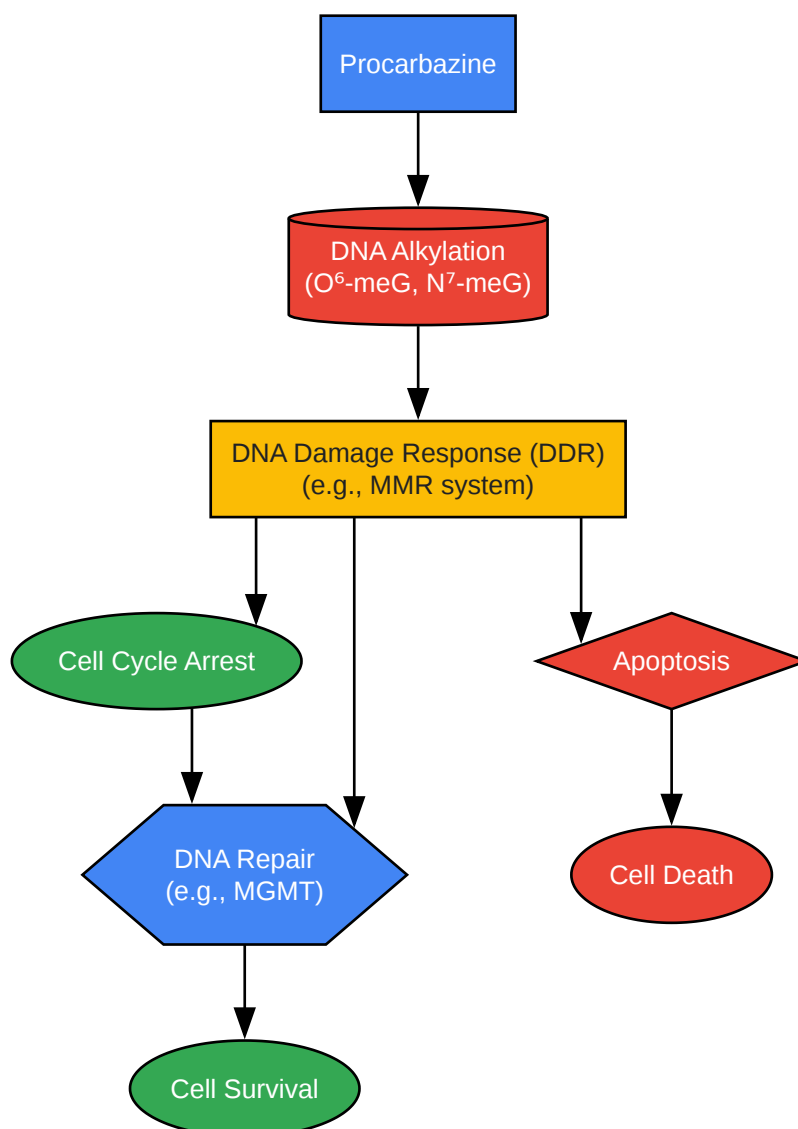 Procarbazine
DNA Alkylation
(O⁶-meG, N⁷-meG)
DNA Damage Response (DDR)
(e.g., MMR system)
Cell Cycle Arrest
Apoptosis
DNA Repair
(e.g., MGMT)
Cell Death
Cell Survival